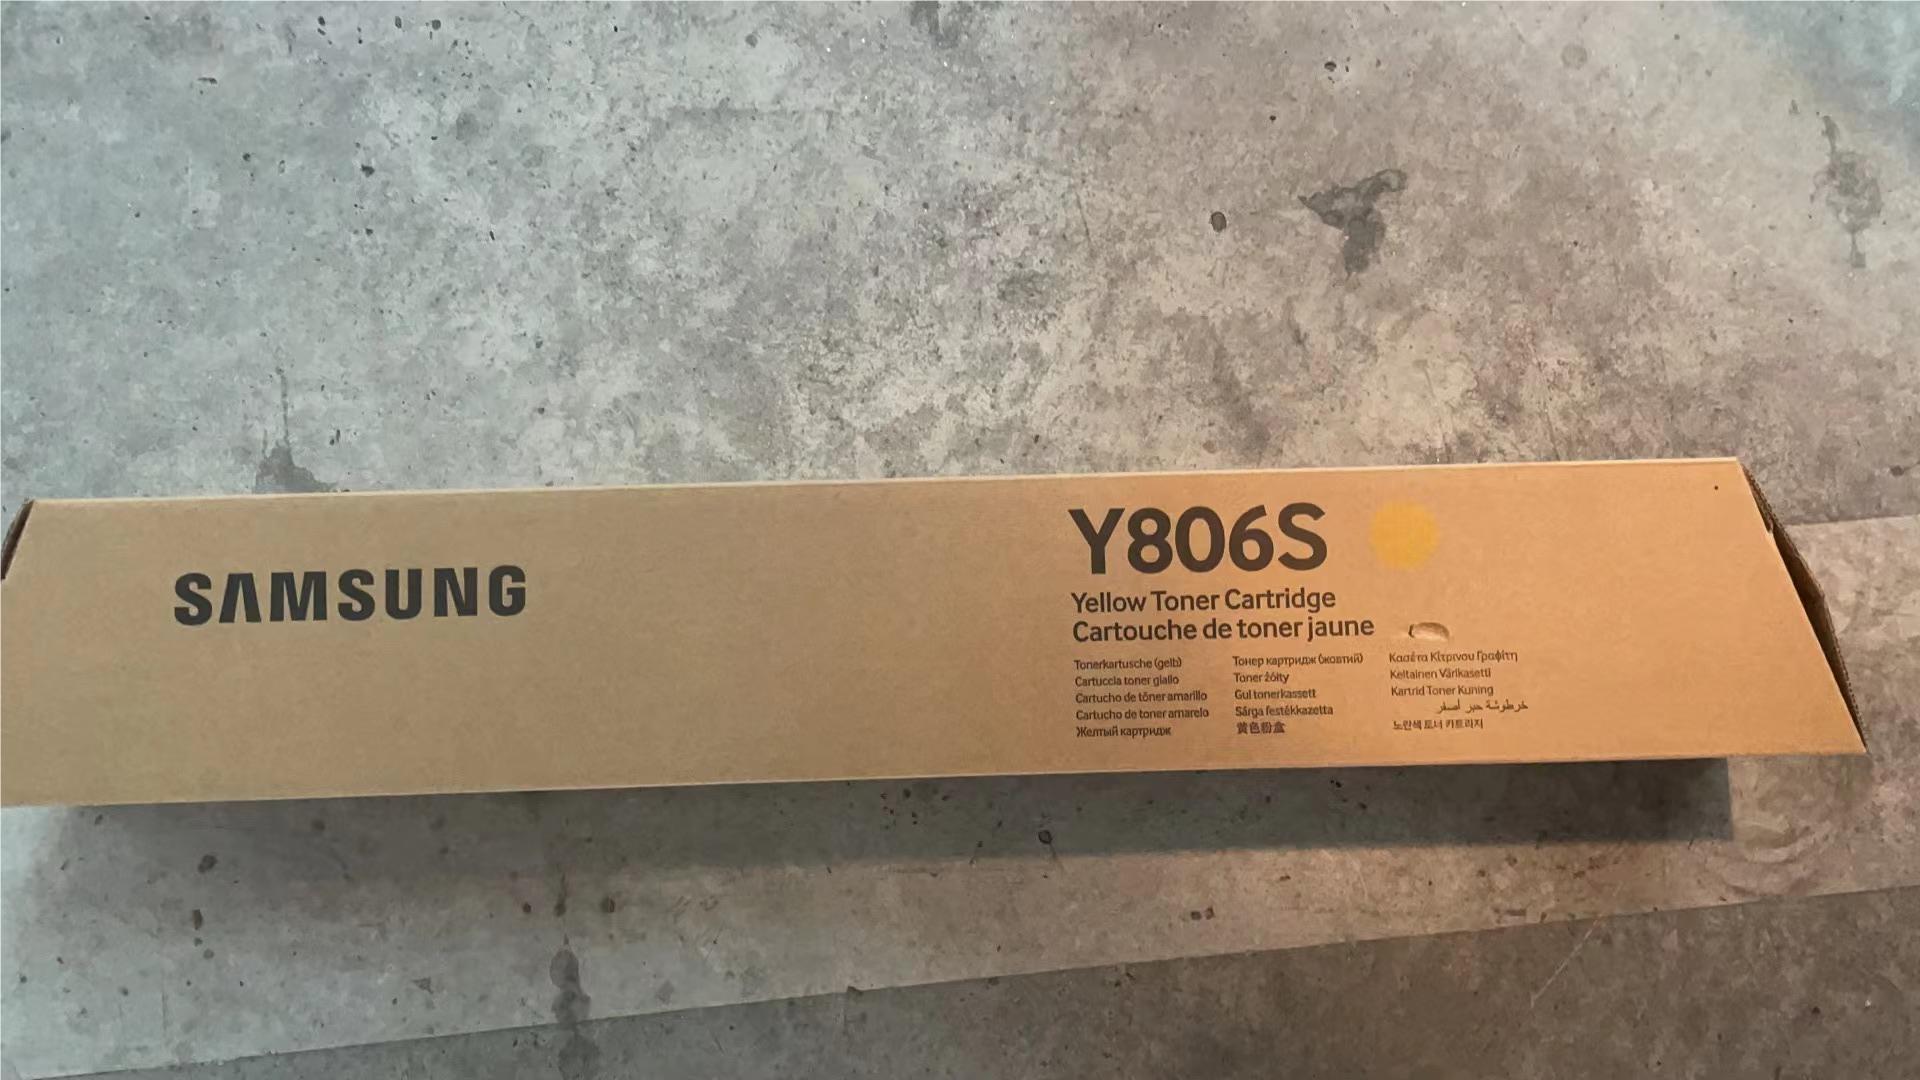 SAMSUNG
Y806S
Yellow Toner Cartridge
Cartouche de toner jaune
Tonerkartusche (gelb)
Cartuccia toner giallo
Cartucho de tóner amarillo
Cartucho de toner amarelo
Желтый картридж
Тонер картридж (жовтий)
Toner żółty
Gul tonerkassett
Sárga festékkazetta
黄色粉盒
Κασέτα Κίτρινου Γραφίτη
Keltainen Värikasetti
Kartrid Toner Kuning
خرطوشة حبر أصفر
노란색 토너 카트리지